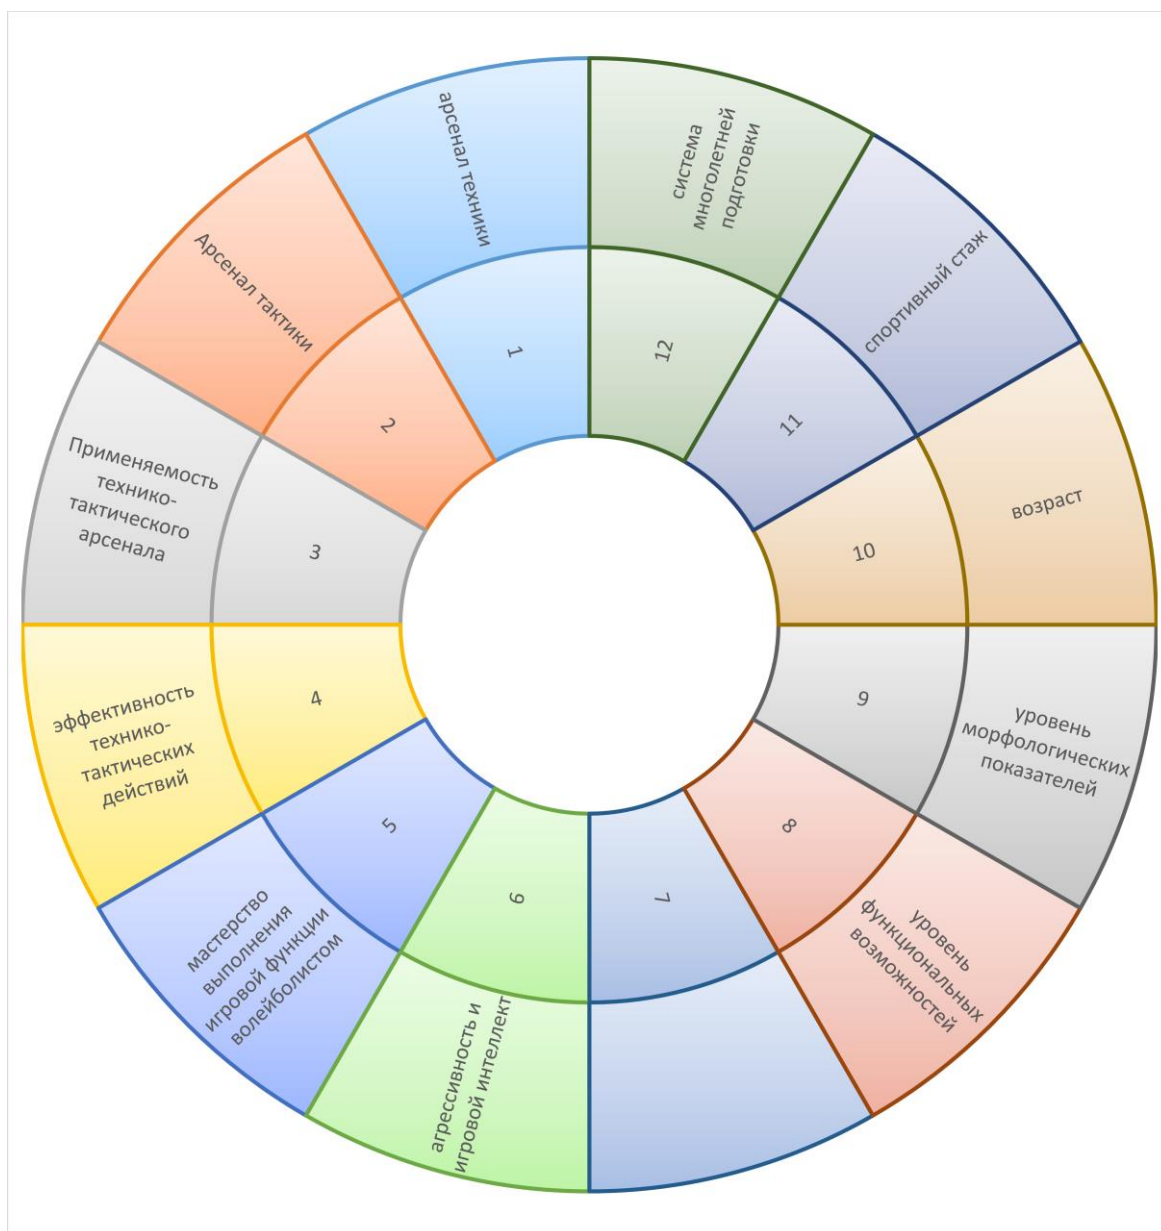 арсенал техники
1
Арсенал тактики
2
Применяемость
технико-
тактического
арсенала
3
эффективность
технико-
тактических
действий
4
мастерство
выполнения
игровой функции
волейболистом
5
агрессивность и
игровой интеллект
6
7
уровень
функциональных
возможностей
8
уровень
морфологических
показателей
9
возраст
10
спортивный стаж
11
система
многолетней
подготовки
12